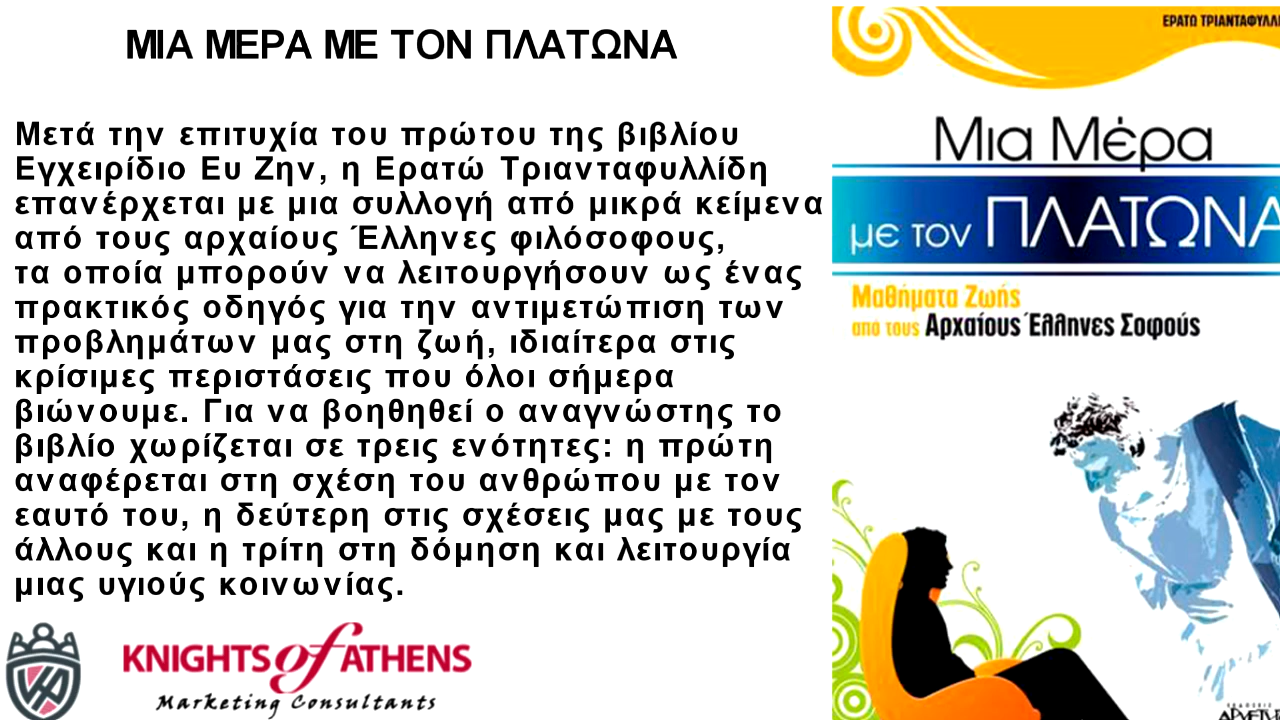 ΜΙΑ ΜΕΡΑ ΜΕ ΤΟΝ ΠΛΑΤΩΝΑ
Μετά την επιτυχία του πρώτου της βιβλίου
Εγχειρίδιο Ευ Ζην, η Ερατώ Τριανταφυλλίδη
επανέρχεται με μια συλλογή από μικρά κείμενα
από τους αρχαίους Έλληνες φιλόσοφους,
τα οποία μπορούν να λειτουργήσουν ως ένας
πρακτικός οδηγός για την αντιμετώπιση των
προβλημάτων μας στη ζωή, ιδιαίτερα στις
κρίσιμες περιστάσεις που όλοι σήμερα
βιώνουμε. Για να βοηθηθεί ο αναγνώστης το
βιβλίο χωρίζεται σε τρεις ενότητες: η πρώτη
αναφέρεται στη σχέση του ανθρώπου με τον
εαυτό του, η δεύτερη στις σχέσεις μας με τους
άλλους και η τρίτη στη δόμηση και λειτουργία
μιας υγιούς κοινωνίας.
KNIGHTS of ATHENS
Marketing Consultants
ΕΡΑΤΩ
Μια Μέρα
με τον ΠΛΑΤΩΝΑ
Μαθήματα Ζωής
από τους Αρχαίους Έλληνες Σοφούς
ΕΚΔΟΣΕΙΣ